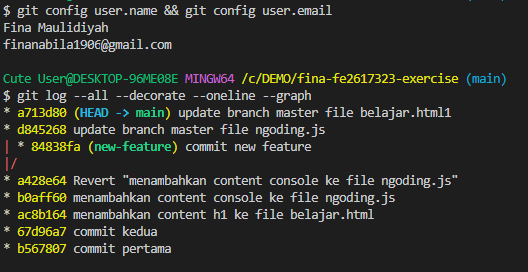 $ git config user.name && git config user.email
Fina Maulidiyah
finanabila1906@gmail.com
Cute User@DESKTOP-96ME08E MINGW64 /c/DEMO/fina-fe2617323-exercise (main)
$ git log --all --decorate --oneline --graph
* a713d80 (HEAD -> main) update branch master file belajar.html1
* d845268 update branch master file ngoding.js
| * 84838fa (new-feature) commit new feature
|/
* a428e64 Revert "menambahkan content console ke file ngoding.js"
* b0aff60 menambahkan content console ke file ngoding.js
* ac8b164 menambahkan content h1 ke file belajar.html
* 67d96a7 commit kedua
* b567807 commit pertama